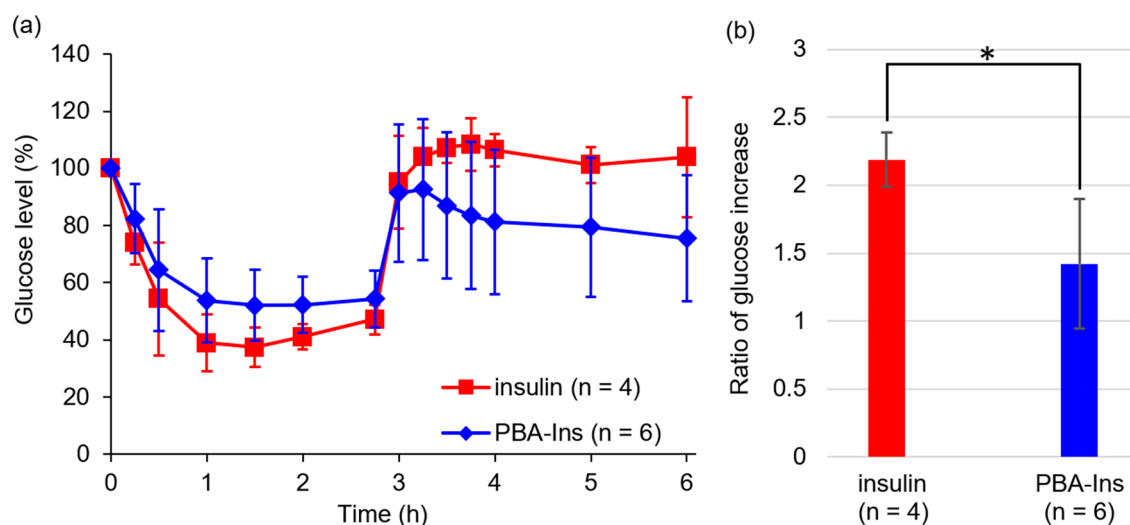 (a)
Glucose level (%)
140
120
100
80
60
40
20
0
0 1 2 3 4 5 6
Time (h)
insulin (n = 4)
PBA-Ins (n = 6)
(b)
Ratio of glucose increase
3
2.5
2
1.5
1
0.5
0
*
insulin
(n = 4)
PBA-Ins
(n = 6)